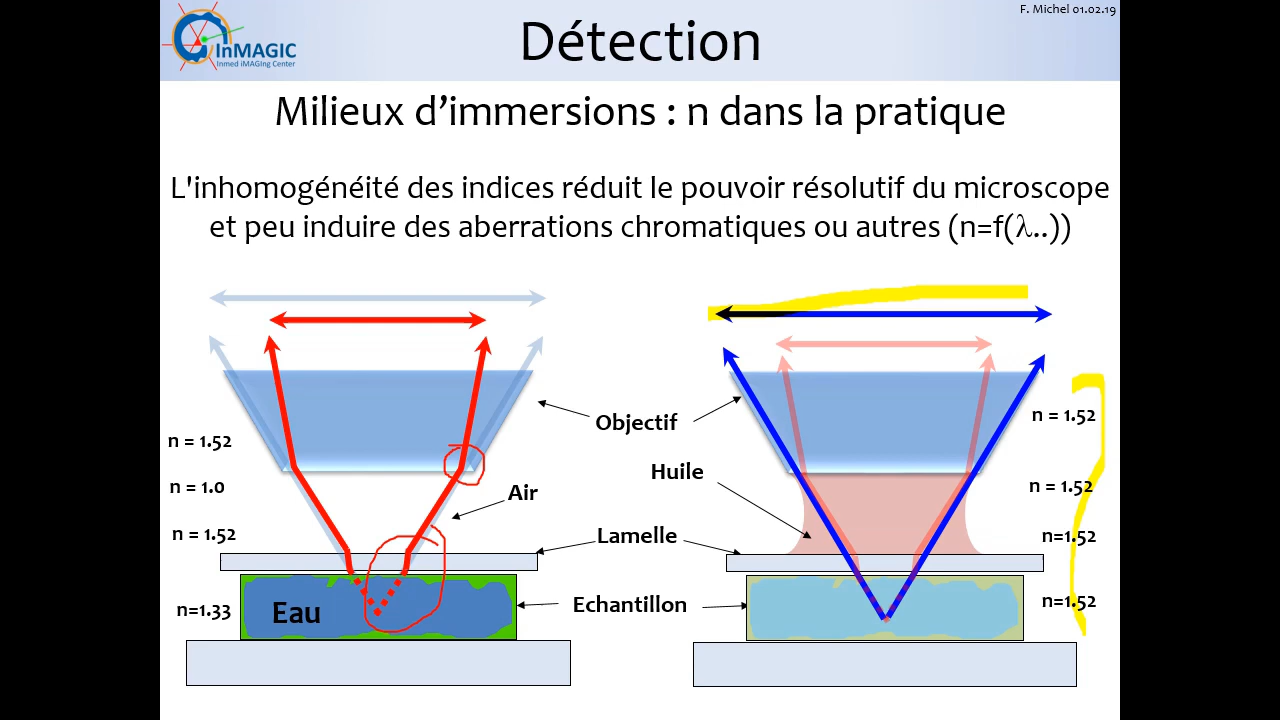 F. Michel 01.02.19
InMAGIC
Inmed iMAGIng Center
Détection
Milieux d’immersions : n dans la pratique
L'inhomogénéité des indices réduit le pouvoir résolutif du microscope
et peu induire des aberrations chromatiques ou autres (n=f(λ..))
n = 1.52
n = 1.0
n = 1.52
n=1.33
Eau
Air
Objectif
Huile
Lamelle
Echantillon
n = 1.52
n = 1.52
n=1.52
n=1.52